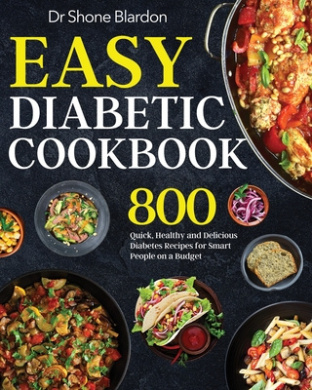 Dr Shone Blardon
EASY
DIABETIC
COOKBOOK
800
Quick, Healthy and Delicious
Diabetes Recipes for Smart
People on a Budget